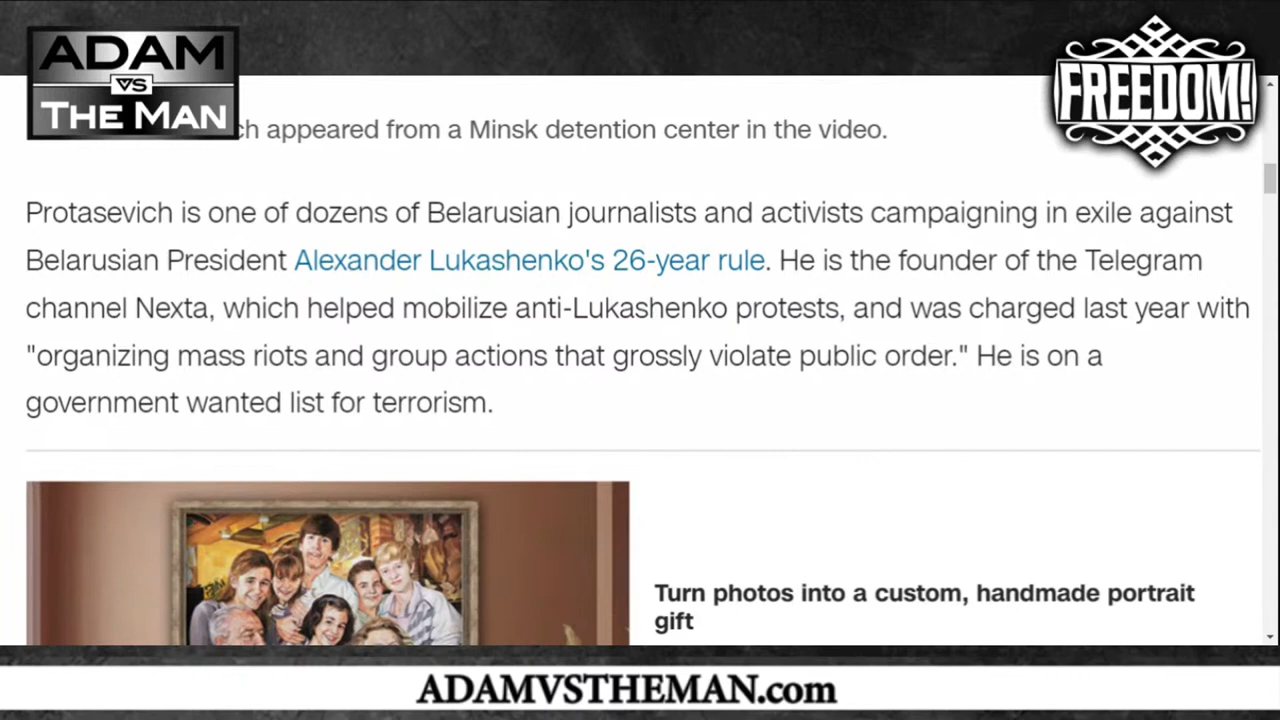 ADAM
VS
THE MAN
FREEDOM!
ch appeared from a Minsk detention center in the video.
Protasevich is one of dozens of Belarusian journalists and activists campaigning in exile against
Belarusian President Alexander Lukashenko's 26-year rule. He is the founder of the Telegram
channel Nexta, which helped mobilize anti-Lukashenko protests, and was charged last year with
"organizing mass riots and group actions that grossly violate public order." He is on a
government wanted list for terrorism.
Turn photos into a custom, handmade portrait
gift
ADAMVSTHEMAN.com